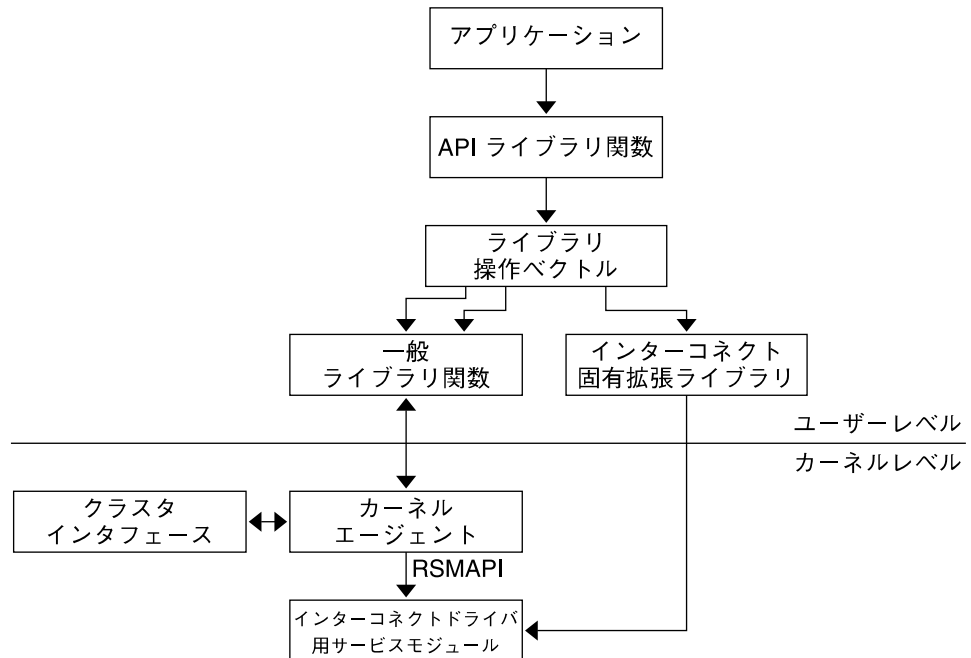 アプリケーション
API ライブラリ関数
ライブラリ
操作ベクトル
一般
ライブラリ関数
インターコネクト
固有拡張ライブラリ
ユーザーレベル
カーネルレベル
クラスタ
インタフェース
カーネル
エージェント
RSMAPI
インターコネクトドライバ
用サービスモジュール